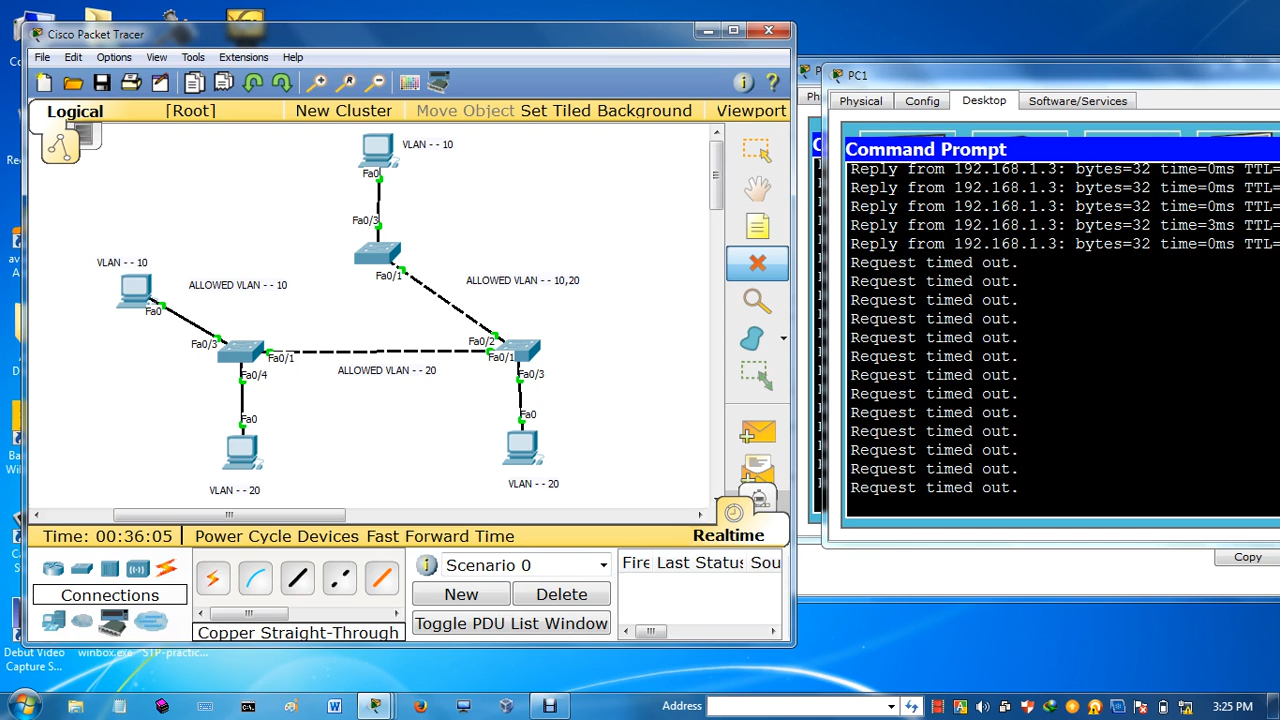 Cisco Packet Tracer
File Edit Options View Tools Extensions Help
Logical [Root] New Cluster Move Object Set Tiled Background Viewport
VLAN - - 10
Fa0
Fa0/3
Fa0/1
VLAN - - 10
ALLOWED VLAN - - 10
ALLOWED VLAN - - 10,20
Fa0
Fa0/3
Fa0/1
Fa0/2
Fa0/1
ALLOWED VLAN - - 20
Fa0/4
Fa0/3
Fa0
Fa0
VLAN - - 20
VLAN - - 20
Time: 00:36:05 Power Cycle Devices Fast Forward Time Realtime
Scenario 0
Fire Last Status Sou
Connections
New Delete
Toggle PDU List Window
Copper Straight-Through
PC1
Physical Config Desktop Software/Services
Command Prompt
Reply from 192.168.1.3: bytes=32 time=0ms TTL=
Reply from 192.168.1.3: bytes=32 time=0ms TTL=
Reply from 192.168.1.3: bytes=32 time=0ms TTL=
Reply from 192.168.1.3: bytes=32 time=3ms TTL=
Reply from 192.168.1.3: bytes=32 time=0ms TTL=
Request timed out.
Request timed out.
Request timed out.
Request timed out.
Request timed out.
Request timed out.
Request timed out.
Request timed out.
Request timed out.
Request timed out.
Request timed out.
Request timed out.
Request timed out.
Copy
Debut Video winbox.exe "STP-practic...
Capture S...
Address
3:25 PM